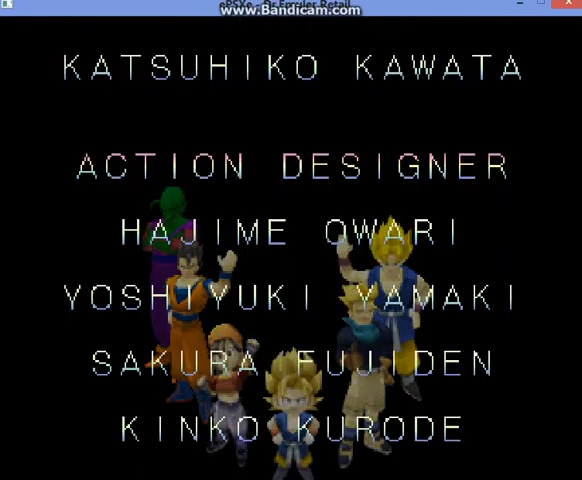 www.Bandicam.com
KATSUHIKO KAWATA
ACTION DESIGNER
HAJIME OWARI
YOSHIYUKI YAMAKI
SAKURA FUJIDEN
KINKO KURODE